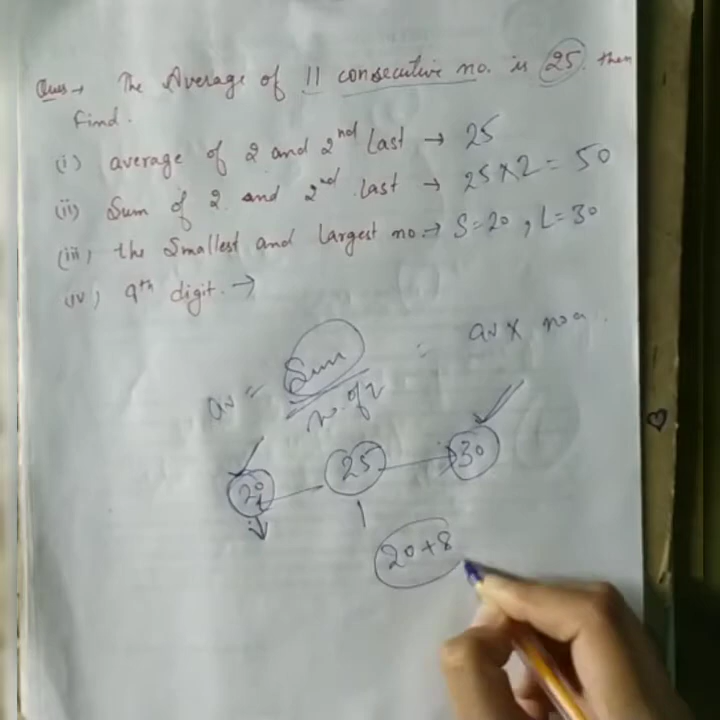 Ques → The Average of 11 consecutive no. is 25. then
find.
(i) average of 2 and 2nd last → 25
(ii) Sum of 2 and 2nd last → 25×2 = 50
(iii) the Smallest and largest no. → S=20, L=30
(iv) 9th digit. →
av = Sum / no. of = av × no
20 25 30
20+8